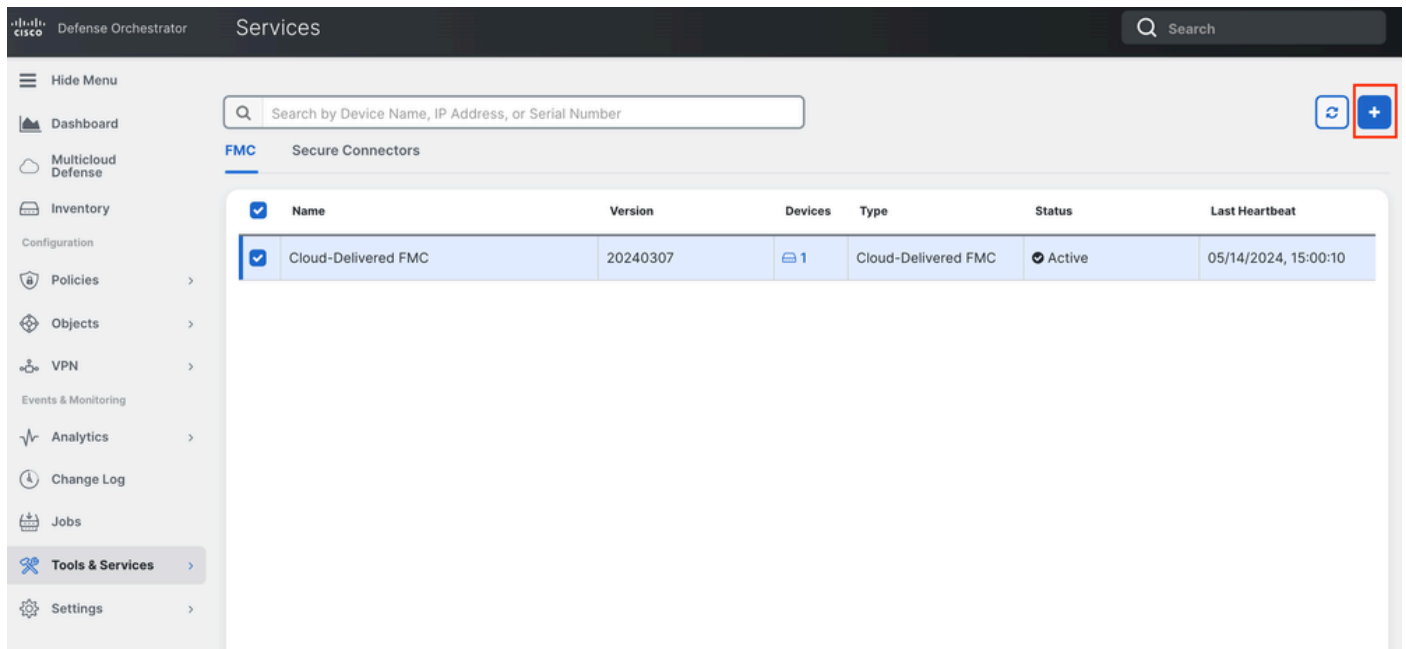 cisco Defense Orchestrator
Services
Search
Hide Menu
Dashboard
Multicloud
Defense
Inventory
Configuration
Policies
Objects
VPN
Events & Monitoring
Analytics
Change Log
Jobs
Tools & Services
Settings
Search by Device Name, IP Address, or Serial Number
FMC Secure Connectors
Name Version Devices Type Status Last Heartbeat
Cloud-Delivered FMC 20240307 1 Cloud-Delivered FMC Active 05/14/2024, 15:00:10